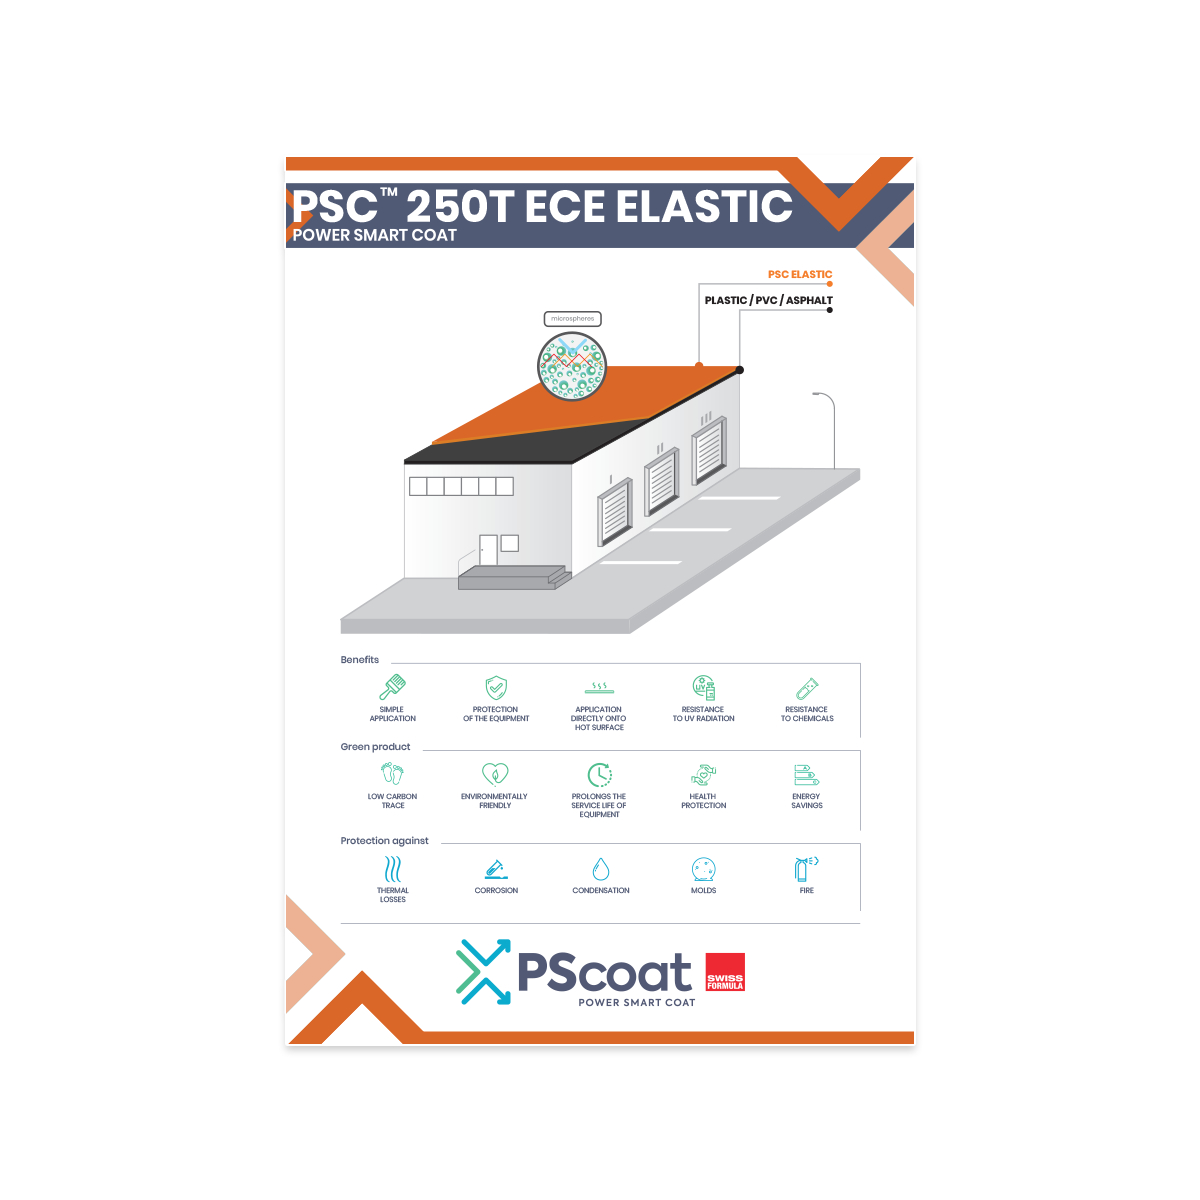 PSC™ 250T ECE ELASTIC
POWER SMART COAT
PSC ELASTIC
PLASTIC / PVC / ASPHALT
microspheres
I
II
III
Benefits
SIMPLE
APPLICATION
PROTECTION
OF THE EQUIPMENT
APPLICATION
DIRECTLY ONTO
HOT SURFACE
UV
RESISTANCE
TO UV RADIATION
RESISTANCE
TO CHEMICALS
Green product
LOW CARBON
TRACE
ENVIRONMENTALLY
FRIENDLY
PROLONGS THE
SERVICE LIFE OF
EQUIPMENT
HEALTH
PROTECTION
ENERGY
SAVINGS
Protection against
THERMAL
LOSSES
CORROSION
CONDENSATION
MOLDS
FIRE
PScoat
POWER SMART COAT
SWISS
FORMULA